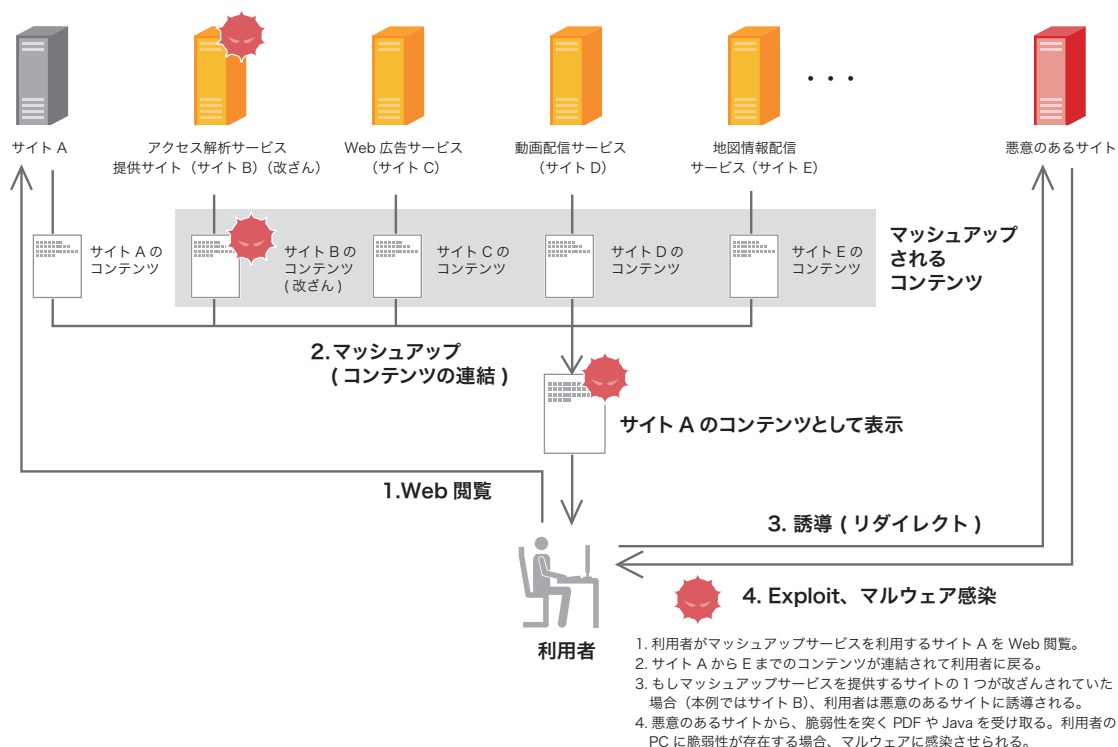 サイト A
アクセス解析サービス
提供サイト（サイト B）（改ざん）
Web 広告サービス
（サイト C）
動画配信サービス
（サイト D）
地図情報配信
サービス（サイト E）
・・・
悪意のあるサイト
サイト A の
コンテンツ
サイト B の
コンテンツ
( 改ざん )
サイト C の
コンテンツ
サイト D の
コンテンツ
サイト E の
コンテンツ
マッシュアップ
される
コンテンツ
2.マッシュアップ
( コンテンツの連結 )
サイト A のコンテンツとして表示
1.Web 閲覧
3. 誘導 ( リダイレクト )
4. Exploit、マルウェア感染
利用者
1. 利用者がマッシュアップサービスを利用するサイト A を Web 閲覧。
2. サイト A から E までのコンテンツが連結されて利用者に戻る。
3. もしマッシュアップサービスを提供するサイトの 1 つが改ざんされていた
場合（本例ではサイト B）、利用者は悪意のあるサイトに誘導される。
4. 悪意のあるサイトから、脆弱性を突く PDF や Java を受け取る。利用者の
PC に脆弱性が存在する場合、マルウェアに感染させられる。